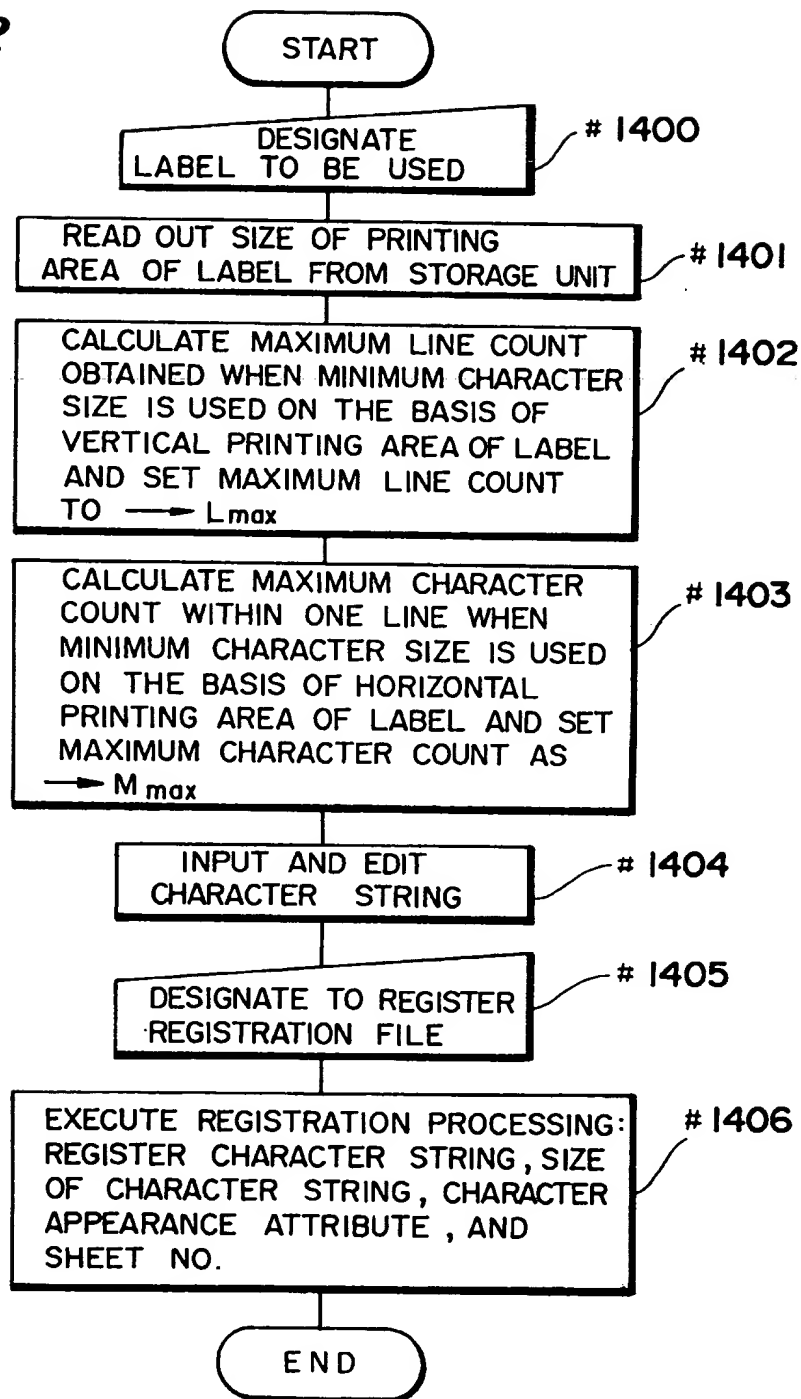 START
DESIGNATE
LABEL TO BE USED
# 1400
READ OUT SIZE OF PRINTING
AREA OF LABEL FROM STORAGE UNIT
# 1401
CALCULATE MAXIMUM LINE COUNT
OBTAINED WHEN MINIMUM CHARACTER
SIZE IS USED ON THE BASIS OF
VERTICAL PRINTING AREA OF LABEL
AND SET MAXIMUM LINE COUNT
TO → Lmax
# 1402
CALCULATE MAXIMUM CHARACTER
COUNT WITHIN ONE LINE WHEN
MINIMUM CHARACTER SIZE IS USED
ON THE BASIS OF HORIZONTAL
PRINTING AREA OF LABEL AND SET
MAXIMUM CHARACTER COUNT AS
→ Mmax
# 1403
INPUT AND EDIT
CHARACTER STRING
# 1404
DESIGNATE TO REGISTER
REGISTRATION FILE
# 1405
EXECUTE REGISTRATION PROCESSING:
REGISTER CHARACTER STRING, SIZE
OF CHARACTER STRING, CHARACTER
APPEARANCE ATTRIBUTE, AND
SHEET NO.
# 1406
END